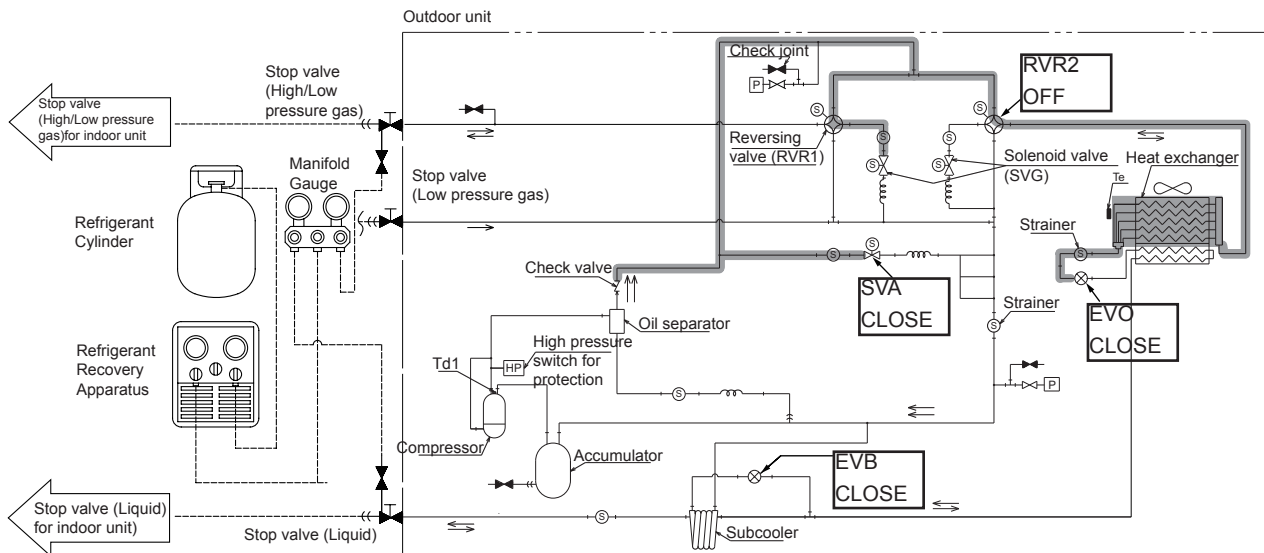 Outdoor unit
Stop valve
(High/Low
pressure gas)
Stop valve
(High/Low pressure
gas)for indoor unit
Check joint
P
S
S
RVR2
OFF
Reversing
valve (RVR1)
S
S
S
S
Solenoid valve
(SVG)
Heat exchanger
Te
Manifold
Gauge
Stop valve
(Low pressure gas)
Refrigerant
Cylinder
Strainer
S
S
S
Check valve
SVA
CLOSE
EVO
CLOSE
Strainer
S
Oil separator
Refrigerant
Recovery
Apparatus
High pressure
switch for
protection
HP
Td1
S
P
Compressor
Accumulator
EVB
CLOSE
Stop valve (Liquid)
for indoor unit)
Stop valve (Liquid)
S
Subcooler